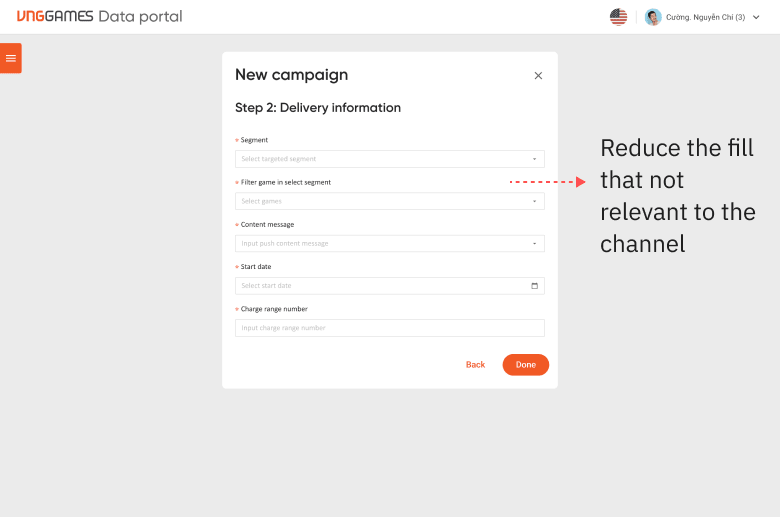 VNGGAMES Data portal
Cường. Nguyễn Chí (3)
New campaign
Step 2: Delivery information
* Segment
Select targeted segment
* Filter game in select segment
Select games
* Content message
Input push content message
* Start date
Select start date
* Charge range number
Input charge range number
Back
Done
Reduce the fill
that not
relevant to the
channel